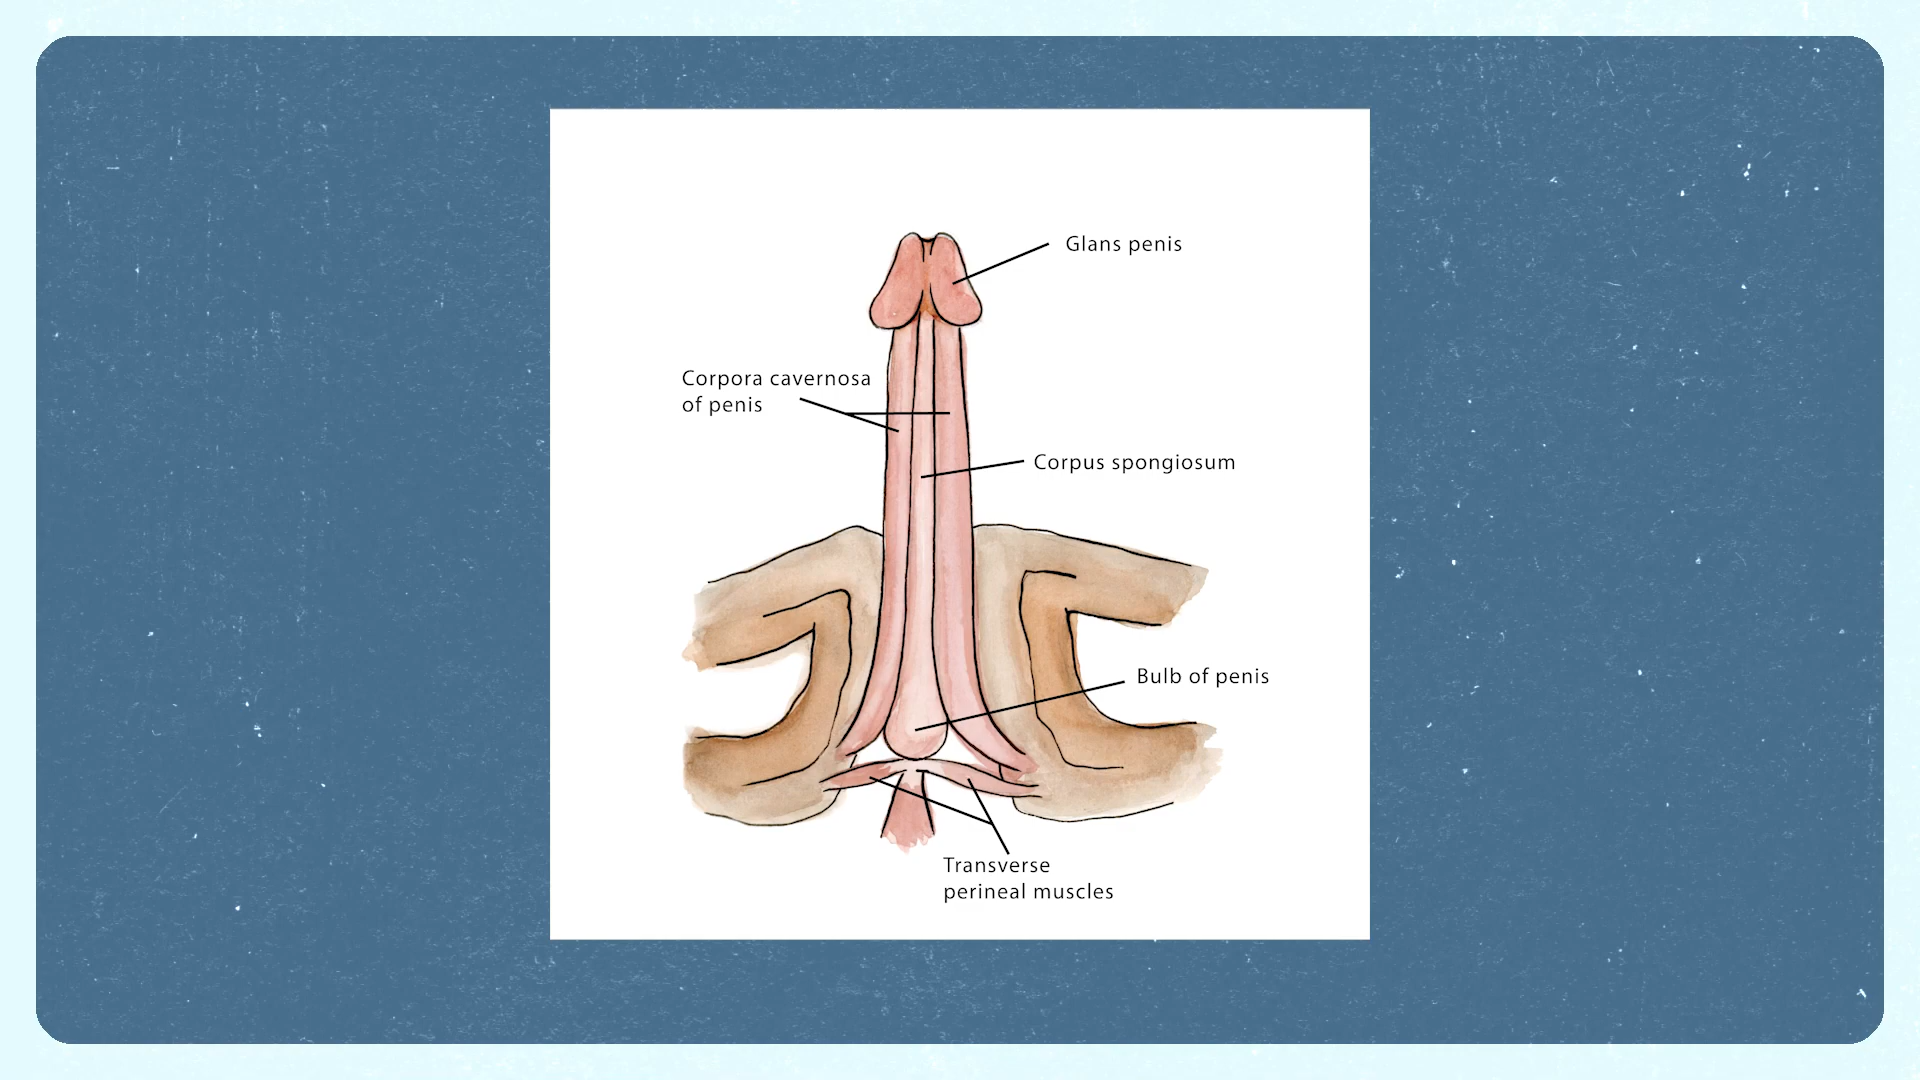 Glans penis
Corpora cavernosa
of penis
Corpus spongiosum
Bulb of penis
Transverse
perineal muscles